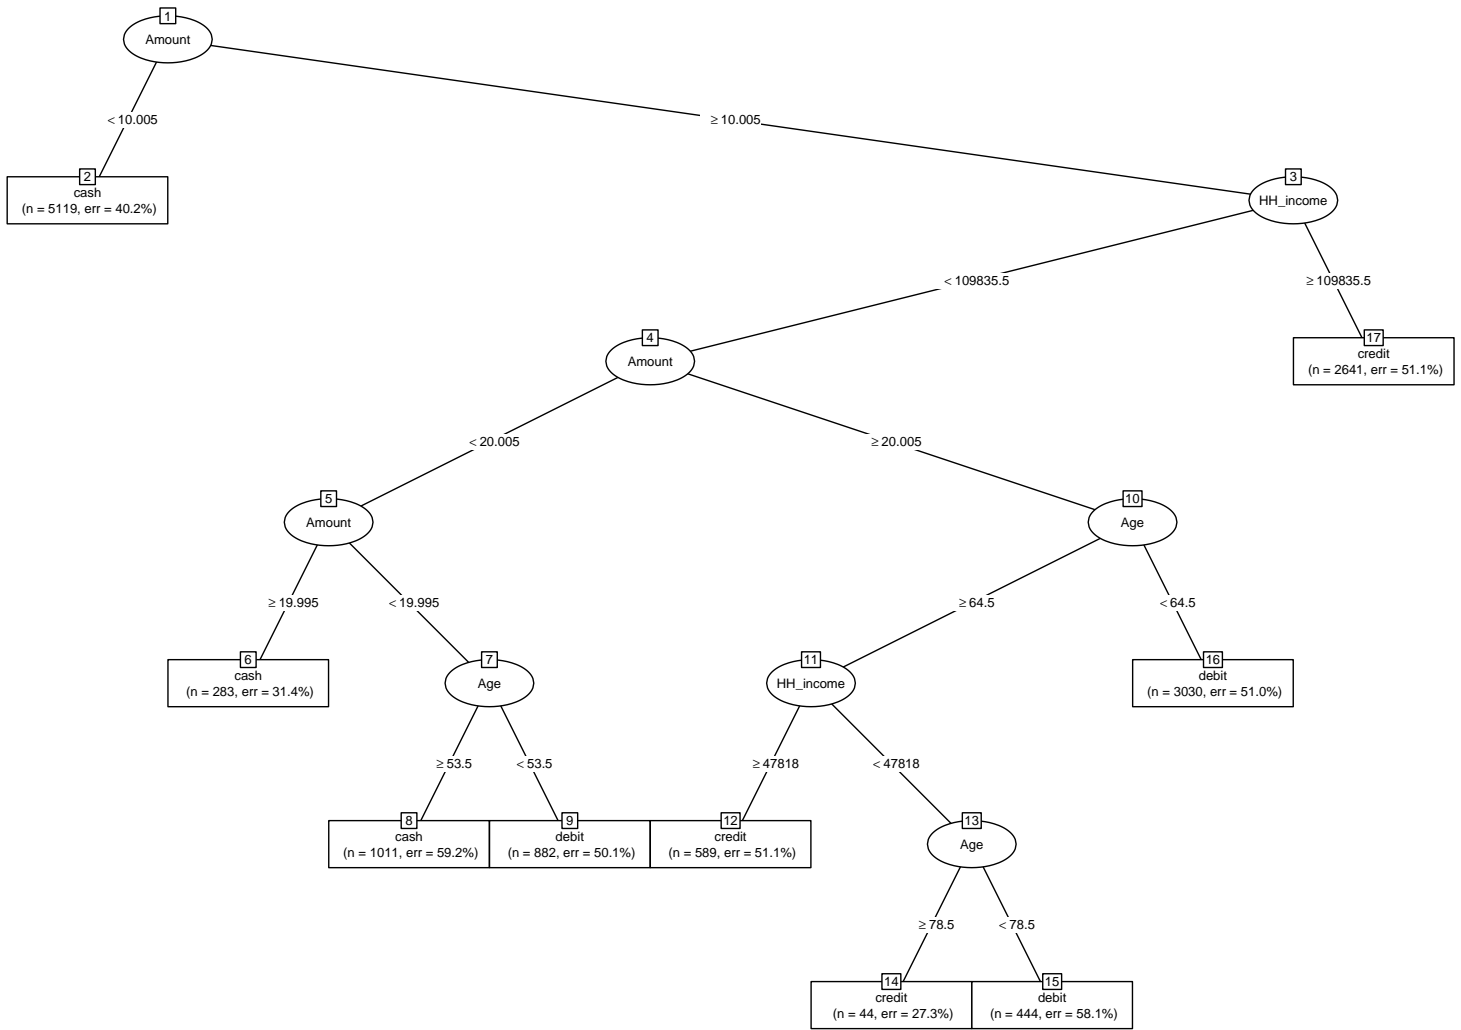 1
Amount
< 10.005
≥ 10.005
2
cash
(n = 5119, err = 40.2%)
3
HH_income
< 109835.5
≥ 109835.5
4
Amount
17
credit
(n = 2641, err = 51.1%)
< 20.005
≥ 20.005
5
Amount
10
Age
≥ 19.995
< 19.995
≥ 64.5
< 64.5
6
cash
(n = 283, err = 31.4%)
7
Age
11
HH_income
16
debit
(n = 3030, err = 51.0%)
≥ 53.5
< 53.5
≥ 47818
< 47818
8
cash
(n = 1011, err = 59.2%)
9
debit
(n = 882, err = 50.1%)
12
credit
(n = 589, err = 51.1%)
13
Age
≥ 78.5
< 78.5
14
credit
(n = 44, err = 27.3%)
15
debit
(n = 444, err = 58.1%)